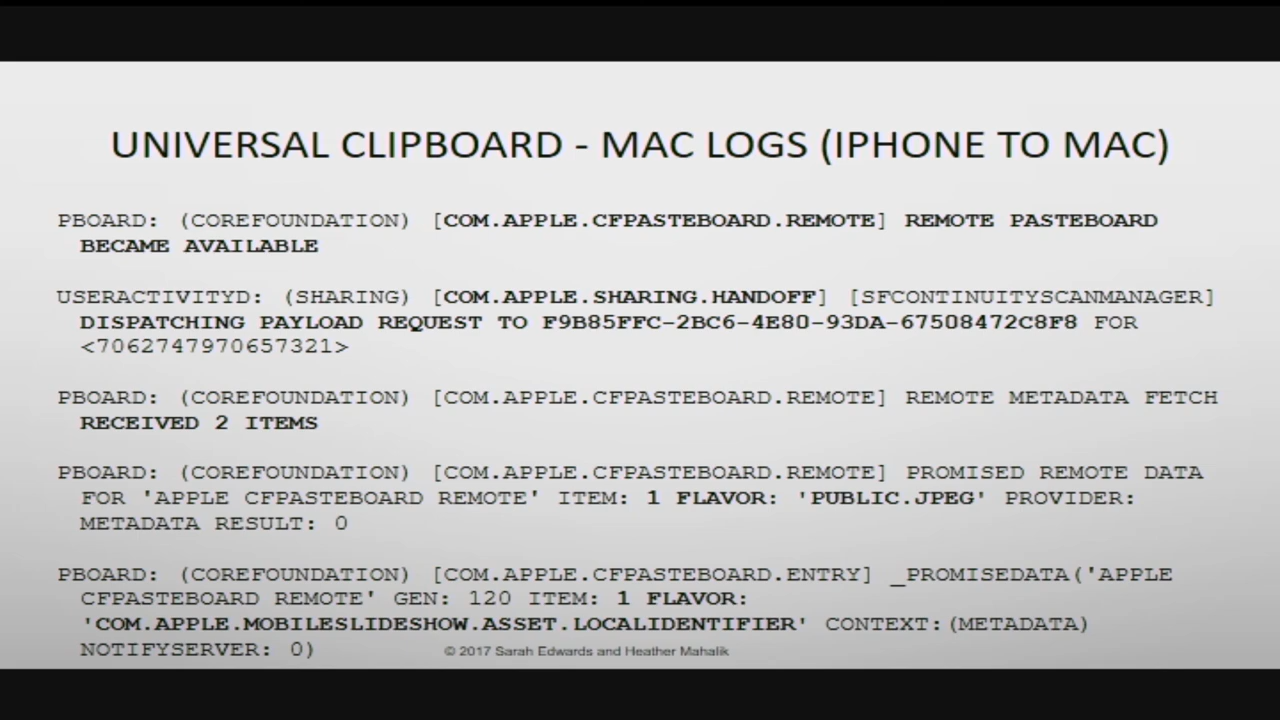 UNIVERSAL CLIPBOARD - MAC LOGS (IPHONE TO MAC)
PBOARD: (COREFOUNDATION) [COM.APPLE.CFPASTEBOARD.REMOTE] REMOTE PASTEBOARD
BECAME AVAILABLE
USERACTIVITYD: (SHARING) [COM.APPLE.SHARING.HANDOFF] [SFCONTINUITYSCANMANAGER]
DISPATCHING PAYLOAD REQUEST TO F9B85FFC-2BC6-4E80-93DA-67508472C8F8 FOR
<7062747970657321>
PBOARD: (COREFOUNDATION) [COM.APPLE.CFPASTEBOARD.REMOTE] REMOTE METADATA FETCH
RECEIVED 2 ITEMS
PBOARD: (COREFOUNDATION) [COM.APPLE.CFPASTEBOARD.REMOTE] PROMISED REMOTE DATA
FOR 'APPLE CFPASTEBOARD REMOTE' ITEM: 1 FLAVOR: 'PUBLIC.JPEG' PROVIDER:
METADATA RESULT: 0
PBOARD: (COREFOUNDATION) [COM.APPLE.CFPASTEBOARD.ENTRY] _PROMISEDATA('APPLE
CFPASTEBOARD REMOTE' GEN: 120 ITEM: 1 FLAVOR:
'COM.APPLE.MOBILESLIDESHOW.ASSET.LOCALIDENTIFIER' CONTEXT:(METADATA)
NOTIFYSERVER: 0)
© 2017 Sarah Edwards and Heather Mahalik